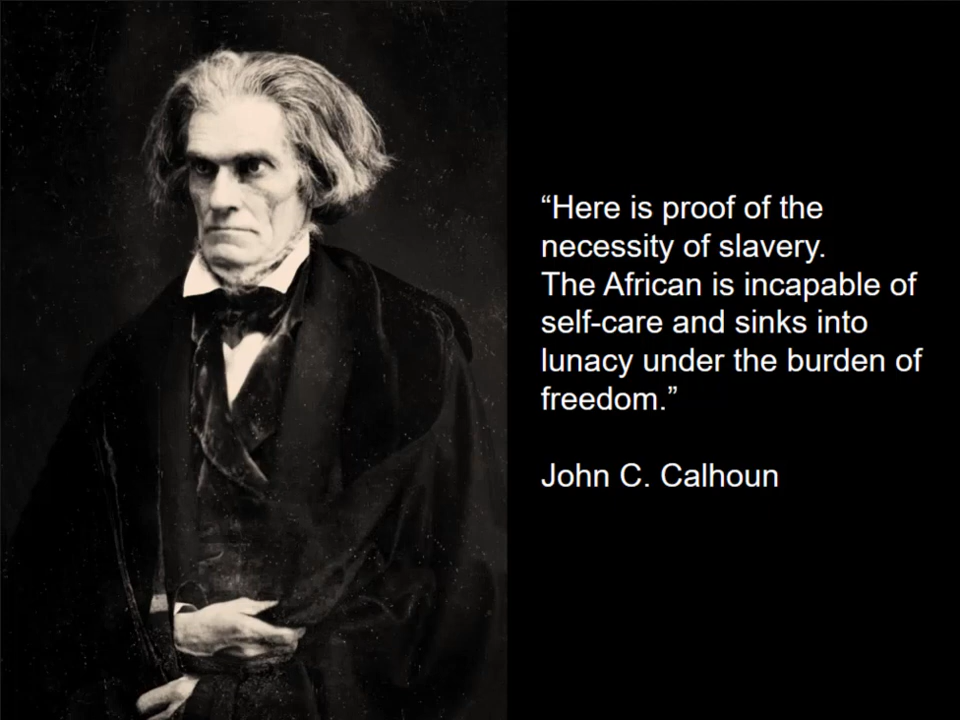 “Here is proof of the
necessity of slavery.
The African is incapable of
self-care and sinks into
lunacy under the burden of
freedom.”
John C. Calhoun